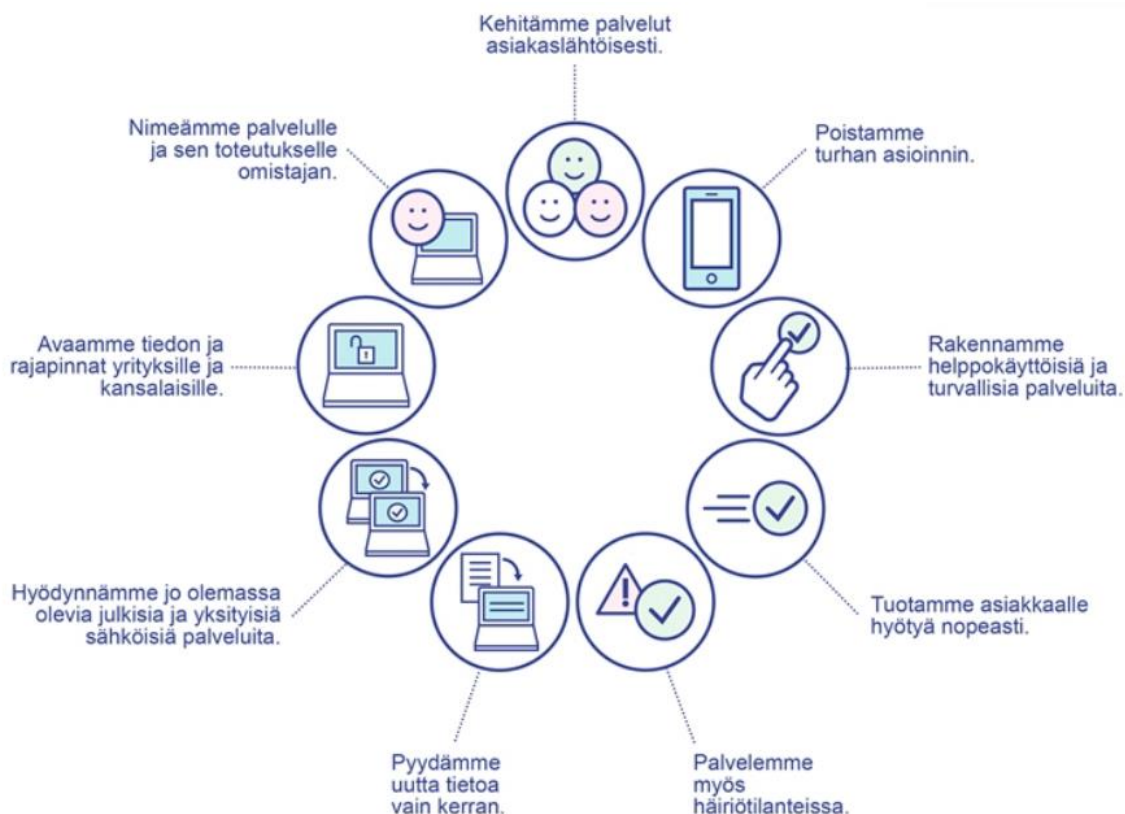 Kehitämme palvelut
asiakaslähtöisesti.
Poistamme
turhan asioinnin.
Rakennamme
helppokäyttöisiä ja
turvallisia palveluita.
Tuotamme asiakkaalle
hyötyä nopeasti.
Palvelemme
myös
häiriötilanteissa.
Pyydämme
uutta tietoa
vain kerran.
Hyödynnämme jo olemassa
olevia julkisia ja yksityisiä
sähköisiä palveluita.
Avaamme tiedon ja
rajapinnat yrityksille ja
kansalaisille.
Nimeämme palvelulle
ja sen toteutukselle
omistajan.